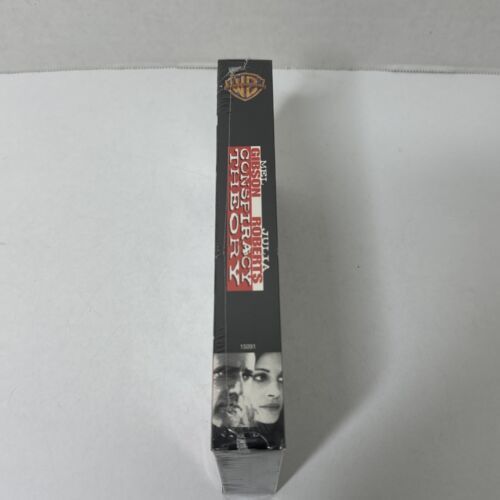 WB
MEL JULIA
GIBSON ROBERTS
CONSPIRACY
THEORY
15091